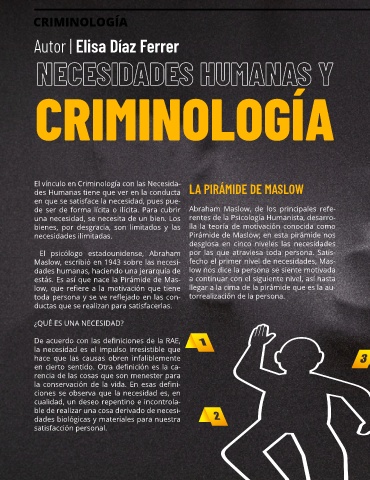 CRIMINOLOGÍA
Autor | Elisa Díaz Ferrer
NECESIDADES HUMANAS Y
CRIMINOLOGÍA
El vínculo en Criminología con las Necesida-
des Humanas tiene que ver en la conducta
en que se satisface la necesidad, pues pue-
de ser de forma lícita o ilícita. Para cubrir
una necesidad, se necesita de un bien. Los
bienes, por desgracia, son limitados y las
necesidades ilimitadas.
El psicólogo estadounidense, Abraham
Maslow, escribió en 1943 sobre las necesi-
dades humanas, haciendo una jerarquía de
estás. Es así que nace la Pirámide de Mas-
low, que refiere a la motivación que tiene
toda persona y se ve reflejado en las con-
ductas que se realizan para satisfacerlas.
¿QUÉ ES UNA NECESIDAD?
De acuerdo con las definiciones de la RAE,
la necesidad es el impulso irresistible que
hace que las causas obren infaliblemente
en cierto sentido. Otra definición es la ca-
rencia de las cosas que son menester para
la conservación de la vida. En esas defini-
ciones se observa que la necesidad es, en
cualidad, un deseo repentino e incontrola-
ble de realizar una cosa derivado de necesi-
dades biológicas y materiales para nuestra
satisfacción personal.
LA PIRÁMIDE DE MASLOW
Abraham Maslow, de los principales refe-
rentes de la Psicología Humanista, desarro-
lla la teoría de motivación conocida como
Pirámide de Maslow; en esta pirámide nos
desglosa en cinco niveles las necesidades
por las que atraviesa toda persona. Satis-
fecho el primer nivel de necesidades, Mas-
low nos dice la persona se siente motivada
a continuar con el siguiente nivel, así hasta
llegar a la cima de la pirámide que es la au-
torrealización de la persona.
1
3
2